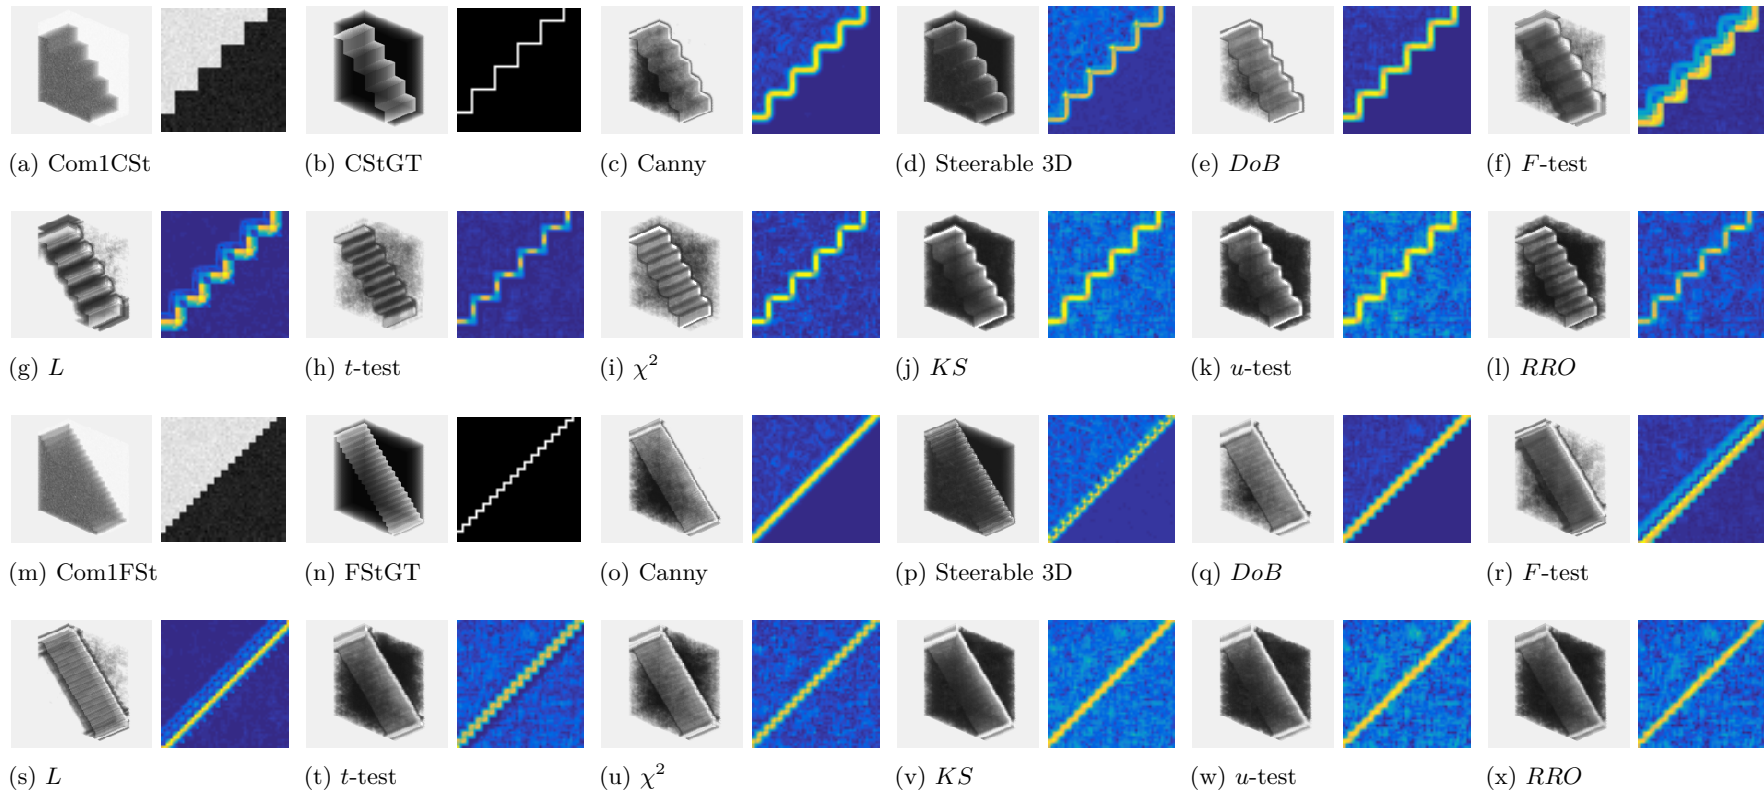 (a) Com1CSt (b) CStGT (c) Canny (d) Steerable 3D (e) DoB (f) F-test
(g) L (h) t-test (i) χ² (j) KS (k) u-test (l) RRO
(m) Com1FSt (n) FStGT (o) Canny (p) Steerable 3D (q) DoB (r) F-test
(s) L (t) t-test (u) χ² (v) KS (w) u-test (x) RRO